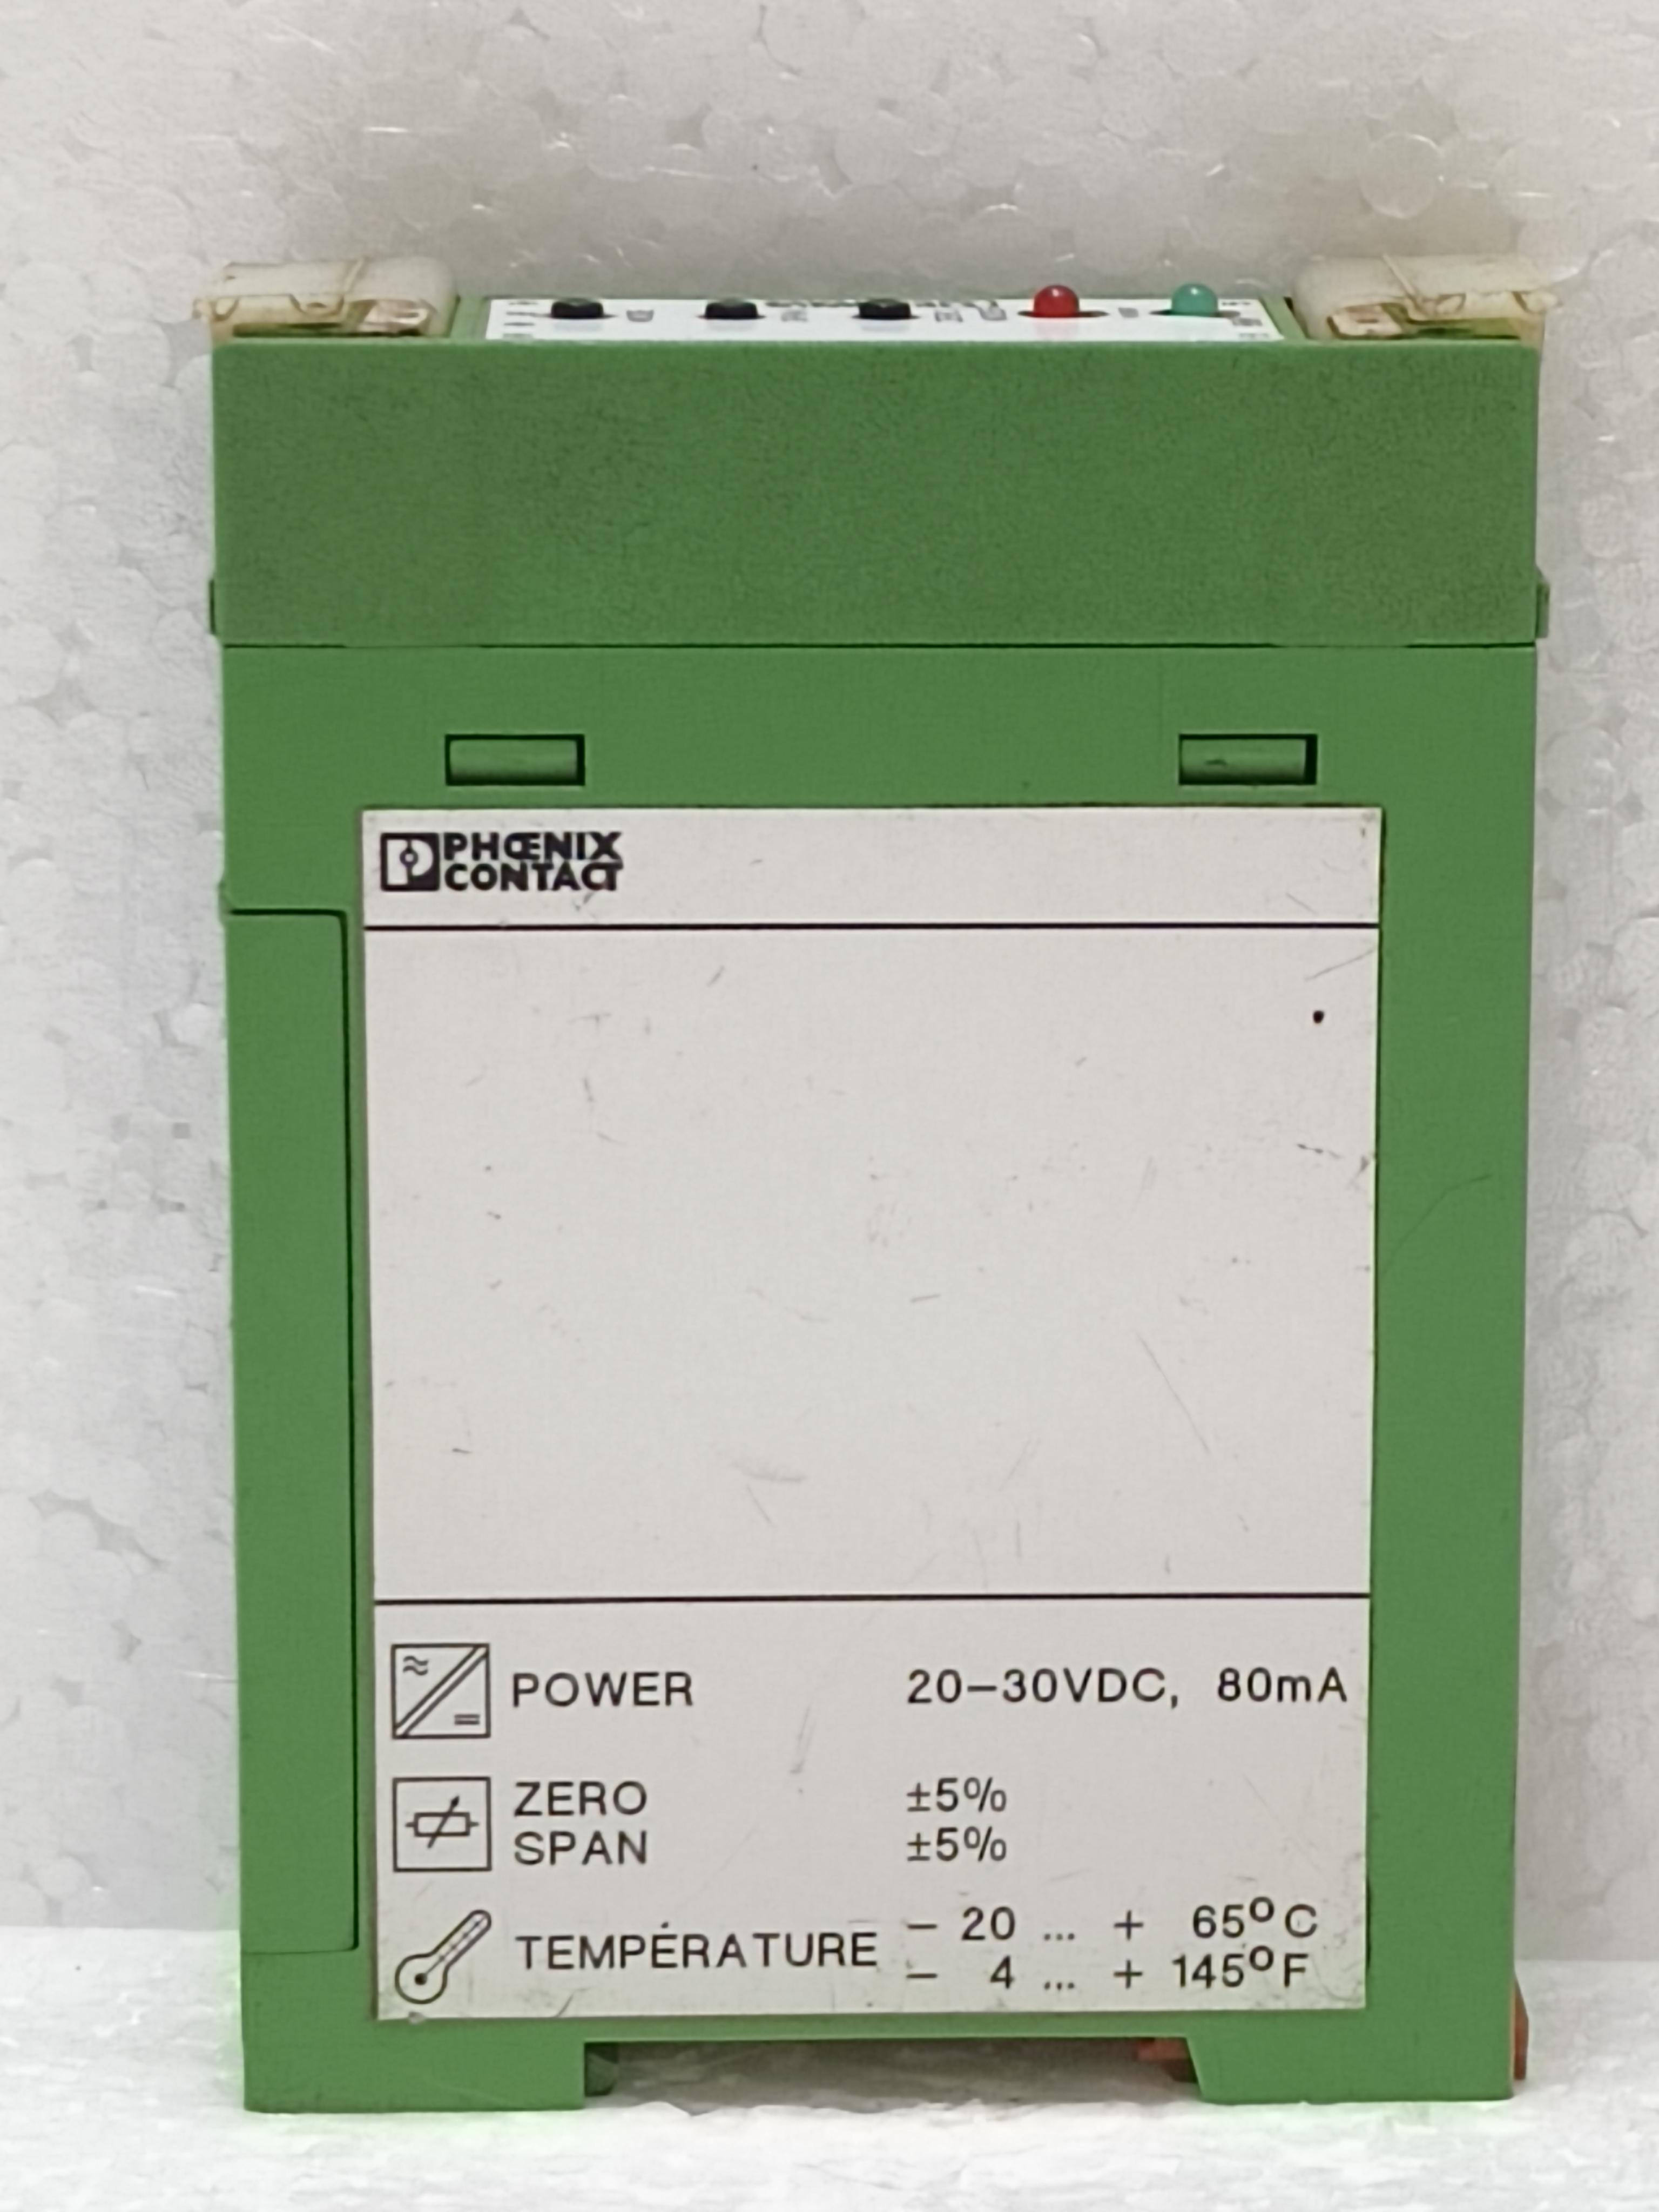 PHŒNIX
CONTACT
POWER 20-30VDC, 80mA
ZERO ±5%
SPAN ±5%
TEMPÉRATURE - 20 ... + 65°C
- 4 ... + 145°F